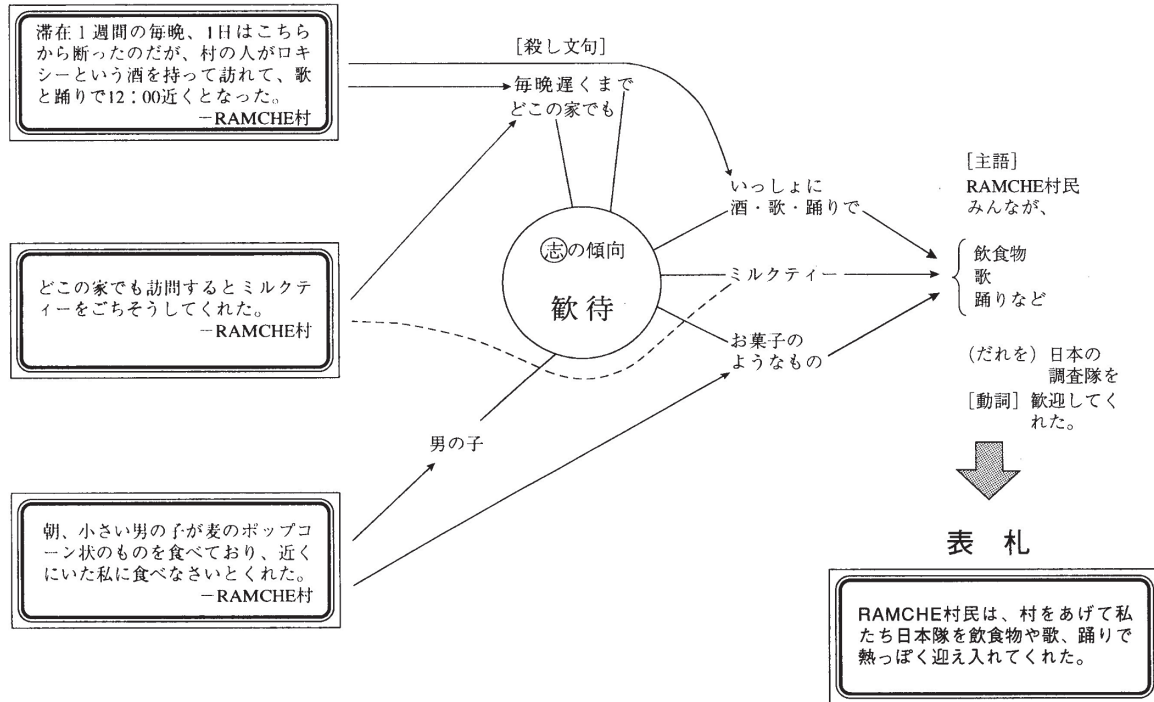 滞在1週間の毎晩、1日はこちら
から断ったのだが、村の人がロキ
シーという酒を持って訪れて、歌
と踊りで12：00近くとなった。
－RAMCHE村
どこの家でも訪問するとミルクテ
ィーをごちそうしてくれた。
－RAMCHE村
朝、小さい男の子が麦のポップコ
ーン状のものを食べており、近く
にいた私に食べなさいとくれた。
－RAMCHE村
［殺し文句］
毎晩遅くまで
どこの家でも
志の傾向
歓待
男の子
いっしょに
酒・歌・踊りで
ミルクティー
お菓子の
ようなもの
［主語］
RAMCHE村民
みんなが、
飲食物
歌
踊りなど
（だれを）日本の
調査隊を
［動詞］歓迎してく
れた。
表札
RAMCHE村民は、村をあげて私
たち日本隊を飲食物や歌、踊りで
熱っぽく迎え入れてくれた。